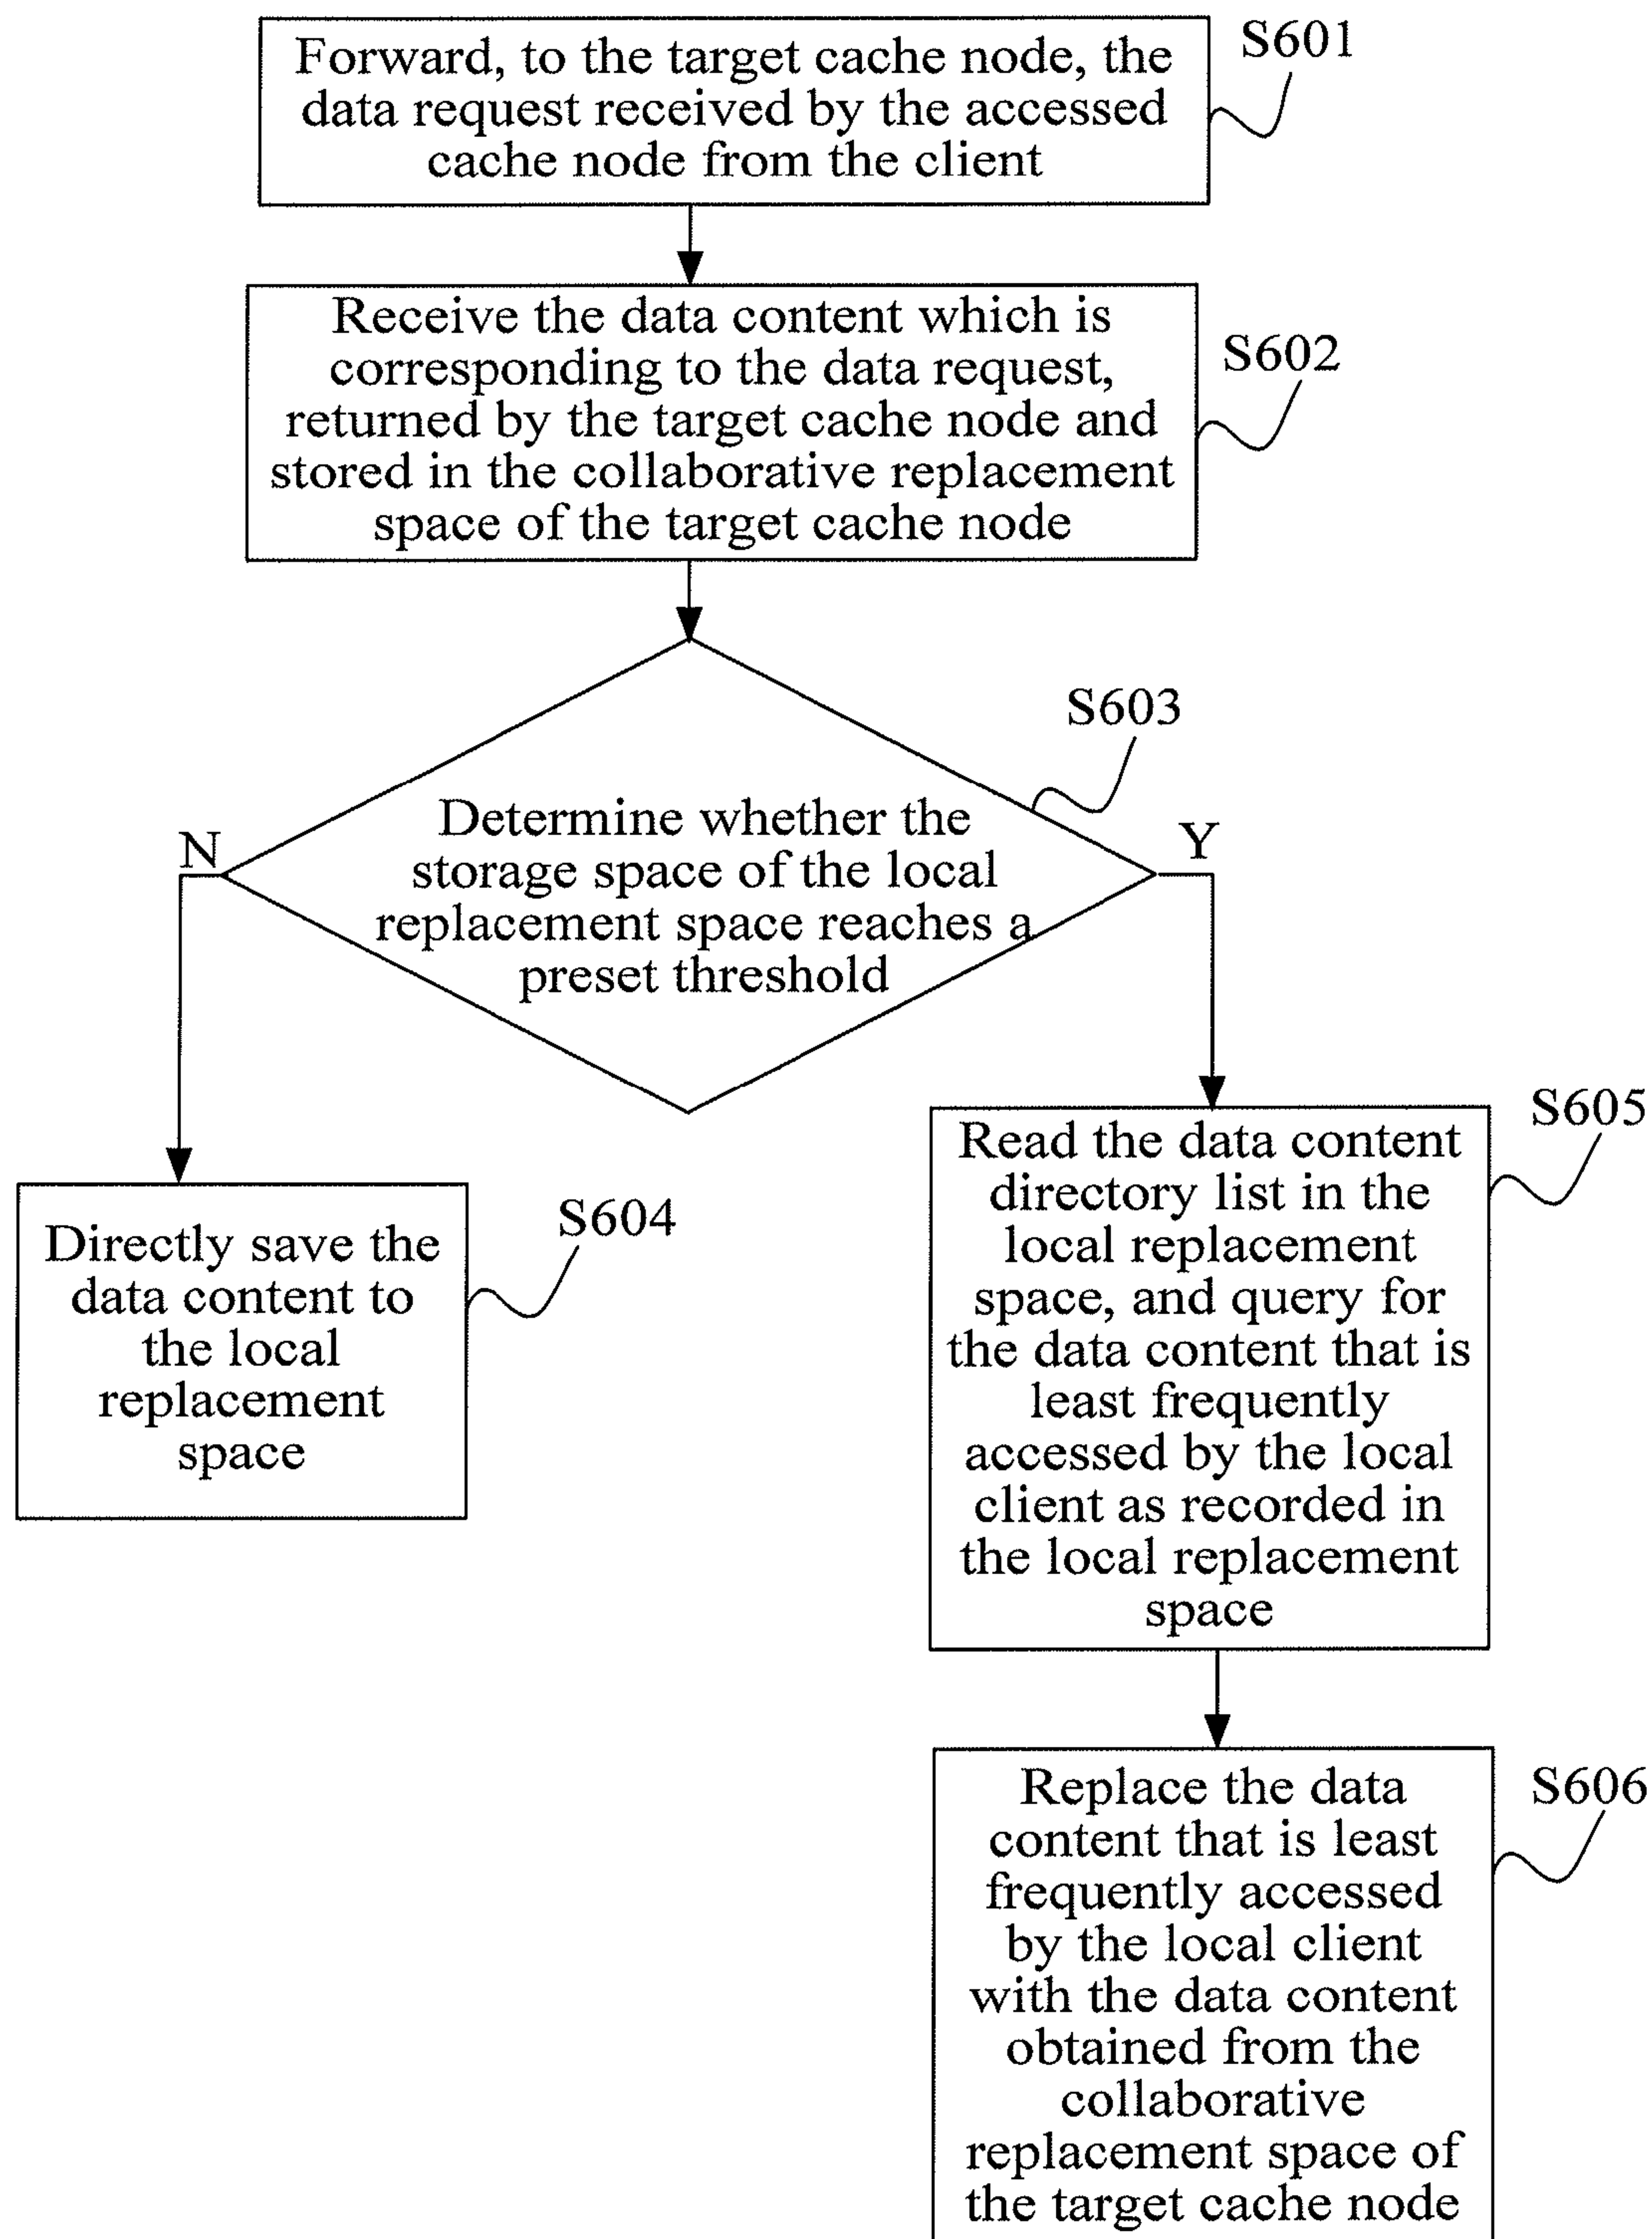 Forward, to the target cache node, the
data request received by the accessed
cache node from the client
S601
Receive the data content which is
corresponding to the data request,
returned by the target cache node and
stored in the collaborative replacement
space of the target cache node
S602
S603
Determine whether the
storage space of the local
replacement space reaches a
preset threshold
N
Y
Directly save the
data content to
the local
replacement
space
S604
Read the data content
directory list in the
local replacement
space, and query for
the data content that is
least frequently
accessed by the local
client as recorded in
the local replacement
space
S605
Replace the data
content that is least
frequently accessed
by the local client
with the data content
obtained from the
collaborative
replacement space of
the target cache node
S606